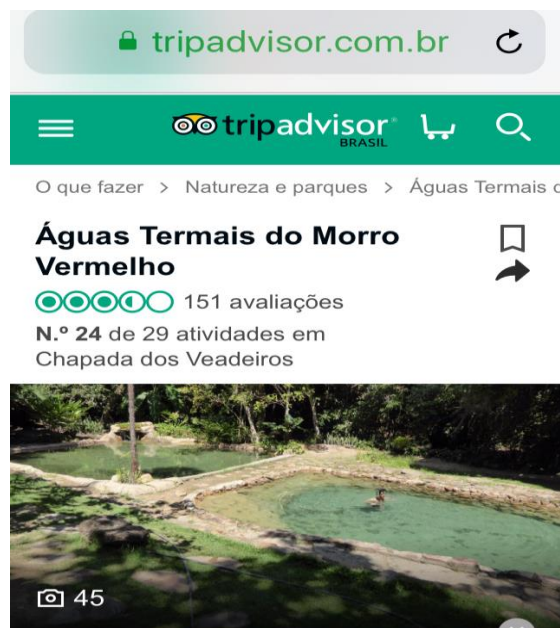 tripadvisor.com.br
tripadvisor®
BRASIL
O que fazer > Natureza e parques > Águas Termais d
Águas Termais do Morro
Vermelho
151 avaliações
N.º 24 de 29 atividades em
Chapada dos Veadeiros
45